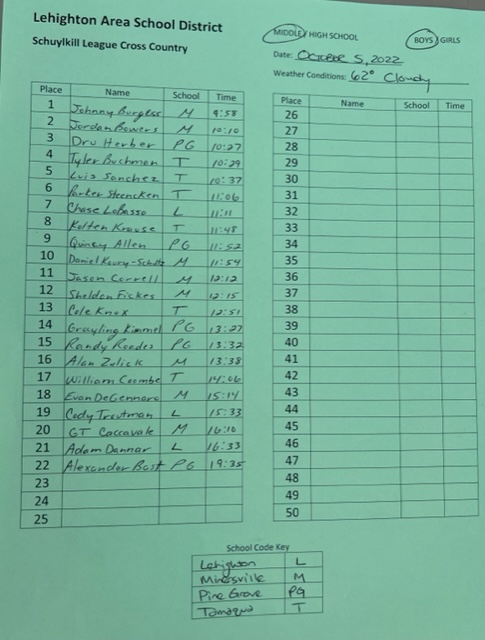 Lehighton Area School District
Schuylkill League Cross Country
MIDDLE/HIGH SCHOOL BOYS/GIRLS
Date: OCTOBER 5, 2022
Weather Conditions: 62° Cloudy
Place Name School Time
1 Johnny Burgess M 9:58
2 Jordan Bowers M 10:10
3 Dru Herber PG 10:27
4 Tyler Buchman T 10:29
5 Luis Sanchez T 10:37
6 Parker Steencken T 11:06
7 Chase LoBasso L 11:11
8 Kolten Krause T 11:48
9 Quincy Allen PG 11:52
10 Daniel Koury-Schultz M 11:54
11 Jason Correll M 12:12
12 Sheldon Fickes M 12:15
13 Cole Knox T 12:51
14 Grayling Kimmel PG 13:27
15 Randy Roedes PG 13:32
16 Alan Zelick M 13:38
17 William Coombe T 14:06
18 Evan DeGennaro M 15:14
19 Cody Troutman L 15:33
20 GT Caccavale M 16:10
21 Adam Dannar L 16:33
22 Alexander Bast PG 19:35
23
24
25
Place Name School Time
26
27
28
29
30
31
32
33
34
35
36
37
38
39
40
41
42
43
44
45
46
47
48
49
50
School Code Key
Lehighton L
Minersville M
Pine Grove PG
Tamaqua T